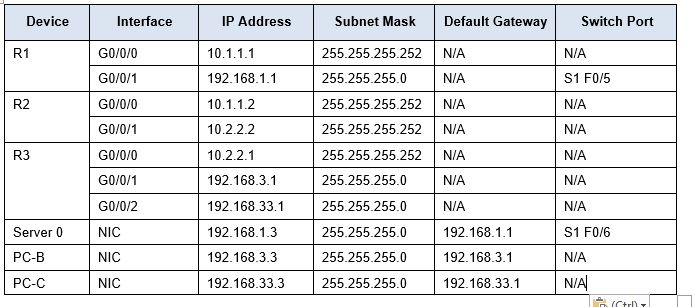 Device Interface IP Address Subnet Mask Default Gateway Switch Port
R1 G0/0/0 10.1.1.1 255.255.255.252 N/A N/A
G0/0/1 192.168.1.1 255.255.255.0 N/A S1 F0/5
R2 G0/0/0 10.1.1.2 255.255.255.252 N/A N/A
G0/0/1 10.2.2.2 255.255.255.252 N/A N/A
R3 G0/0/0 10.2.2.1 255.255.255.252 N/A N/A
G0/0/1 192.168.3.1 255.255.255.0 N/A N/A
G0/0/2 192.168.33.1 255.255.255.0 N/A N/A
Server 0 NIC 192.168.1.3 255.255.255.0 192.168.1.1 S1 F0/6
PC-B NIC 192.168.3.3 255.255.255.0 192.168.3.1 N/A
PC-C NIC 192.168.33.3 255.255.255.0 192.168.33.1 N/A
(Ctrl)